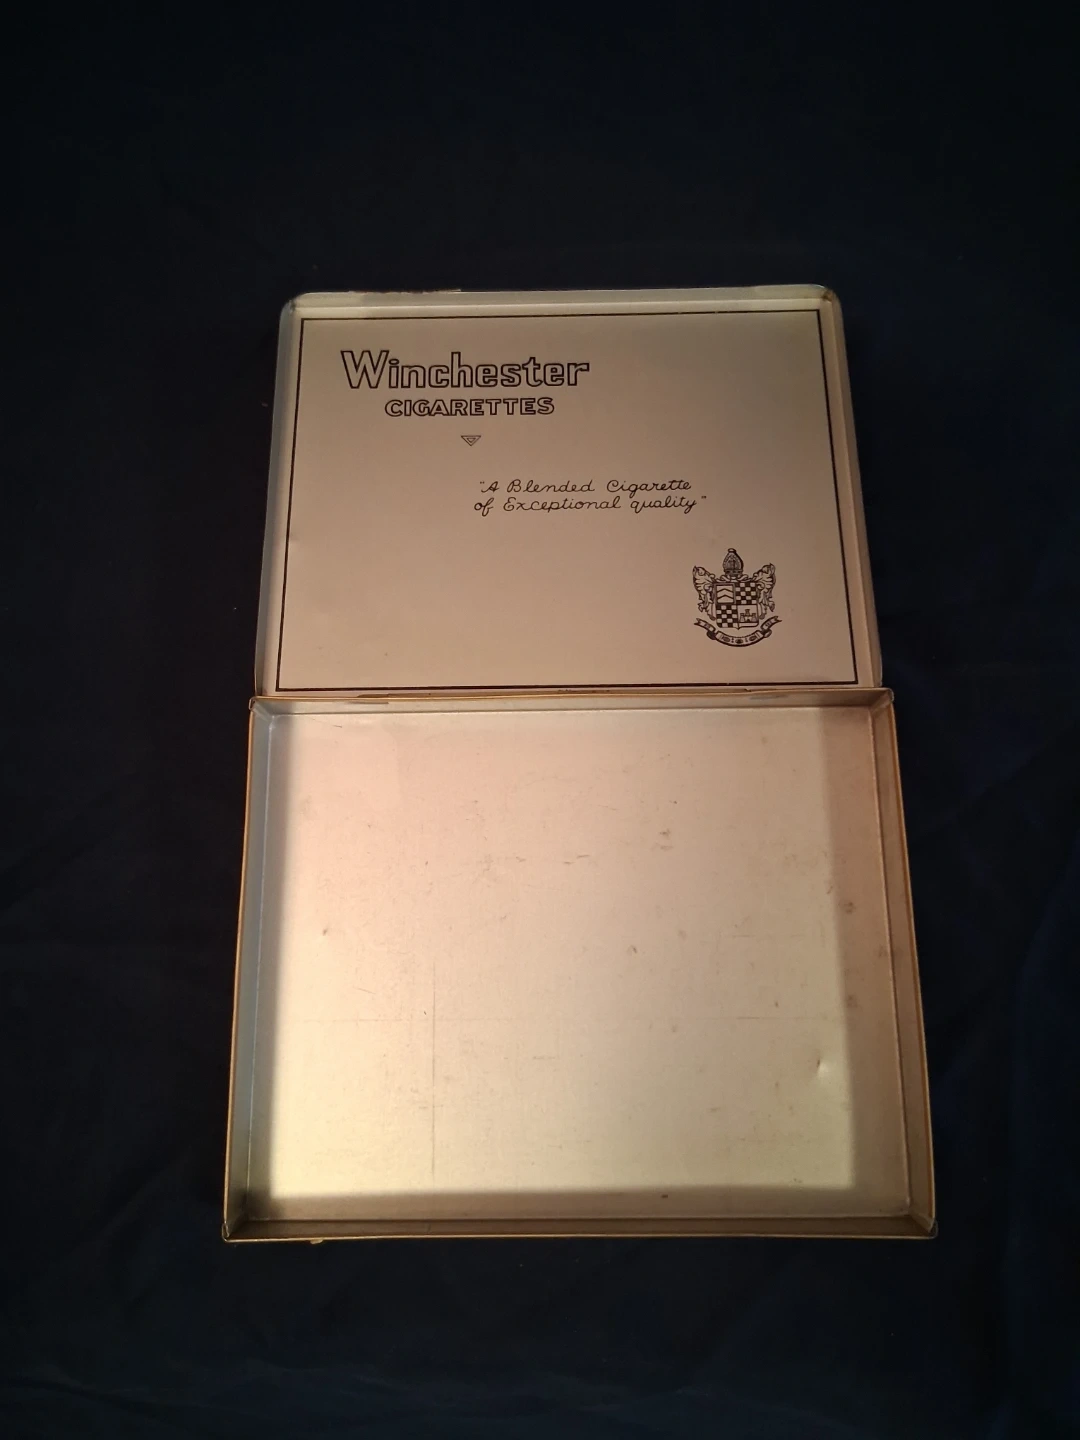 Winchester
CIGARETTES
"A Blended Cigarette
of Exceptional quality"